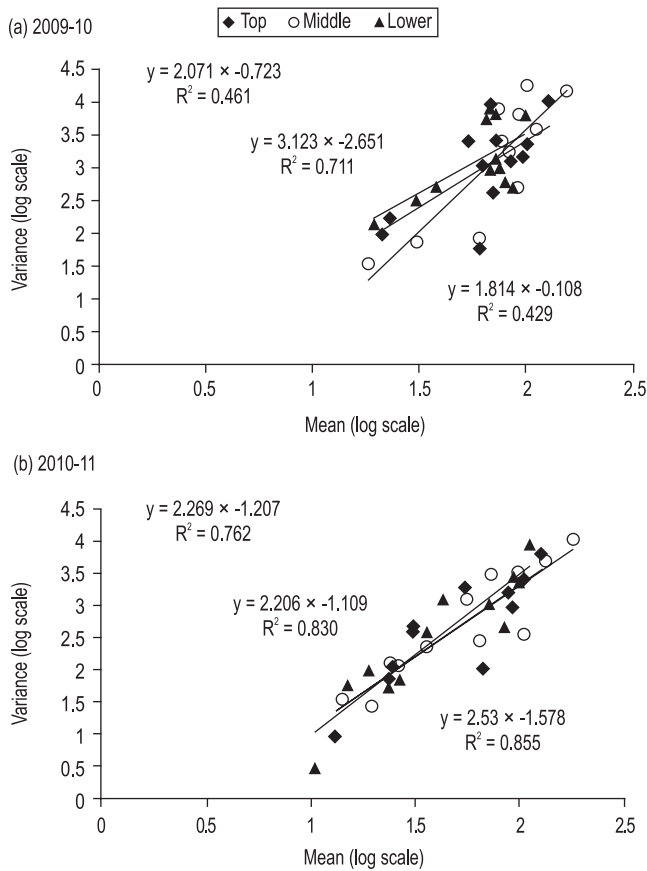 Top Middle Lower
(a) 2009-10
y = 2.071 × -0.723
R² = 0.461
y = 3.123 × -2.651
R² = 0.711
y = 1.814 × -0.108
R² = 0.429
Variance (log scale)
4.5
4
3.5
3
2.5
2
1.5
1
0.5
0
0 0.5 1 1.5 2 2.5
Mean (log scale)
(b) 2010-11
y = 2.269 × -1.207
R² = 0.762
y = 2.206 × -1.109
R² = 0.830
y = 2.53 × -1.578
R² = 0.855
Variance (log scale)
4.5
4
3.5
3
2.5
2
1.5
1
0.5
0
0 0.5 1 1.5 2 2.5
Mean (log scale)